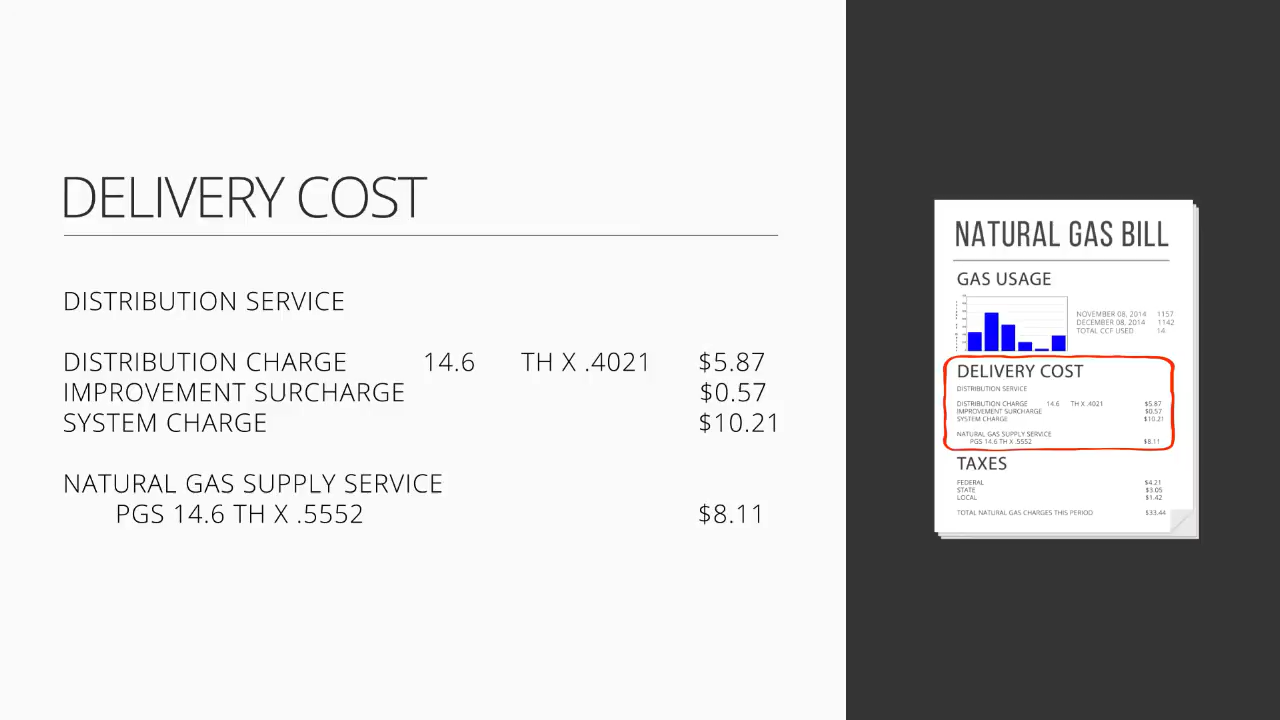 DELIVERY COST
DISTRIBUTION SERVICE
DISTRIBUTION CHARGE 14.6 TH X .4021 $5.87
IMPROVEMENT SURCHARGE $0.57
SYSTEM CHARGE $10.21
NATURAL GAS SUPPLY SERVICE
PGS 14.6 TH X .5552 $8.11
NATURAL GAS BILL
GAS USAGE
NOVEMBER 08, 2014 1157
DECEMBER 08, 2014 1142
TOTAL CCF USED 14
DELIVERY COST
DISTRIBUTION SERVICE
DISTRIBUTION CHARGE 14.6 TH X .4021 $5.87
IMPROVEMENT SURCHARGE $0.57
SYSTEM CHARGE $10.21
NATURAL GAS SUPPLY SERVICE
PGS 14.6 TH X .5552 $8.11
TAXES
FEDERAL $4.21
STATE $3.05
LOCAL $1.42
TOTAL NATURAL GAS CHARGES THIS PERIOD $33.44